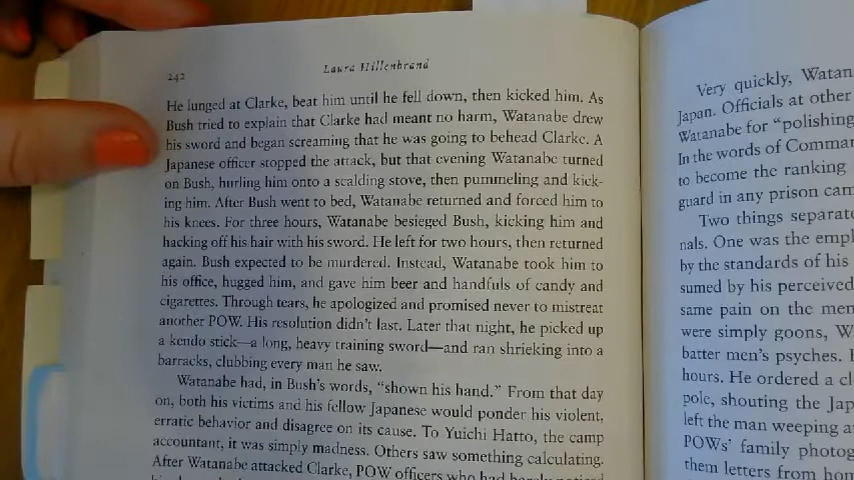 242
Laura Hillenbrand
He lunged at Clarke, beat him until he fell down, then kicked him. As
Bush tried to explain that Clarke had meant no harm, Watanabe drew
his sword and began screaming that he was going to behead Clarke. A
Japanese officer stopped the attack, but that evening Watanabe turned
on Bush, hurling him onto a scalding stove, then pummeling and kick-
ing him. After Bush went to bed, Watanabe returned and forced him to
his knees. For three hours, Watanabe besieged Bush, kicking him and
hacking off his hair with his sword. He left for two hours, then returned
again. Bush expected to be murdered. Instead, Watanabe took him to
his office, hugged him, and gave him beer and handfuls of candy and
cigarettes. Through tears, he apologized and promised never to mistreat
another POW. His resolution didn't last. Later that night, he picked up
a kendo stick—a long, heavy training sword—and ran shrieking into a
barracks, clubbing every man he saw.
Watanabe had, in Bush's words, "shown his hand." From that day
on, both his victims and his fellow Japanese would ponder his violent,
erratic behavior and disagree on its cause. To Yuichi Hatto, the camp
accountant, it was simply madness. Others saw something calculating.
After Watanabe attacked Clarke, POW officers who had barely noticed
Very quickly, Watan
Japan. Officials at other
Watanabe for "polishing
In the words of Comman
to become the ranking
guard in any prison cam
Two things separate
nals. One was the empl
by the standards of his
sumed by his perceived
same pain on the men
were simply goons, W
batter men's psyches.
hours. He ordered a cl
pole, shouting the Jap
left the man weeping a
POWs' family photog
them letters from hom